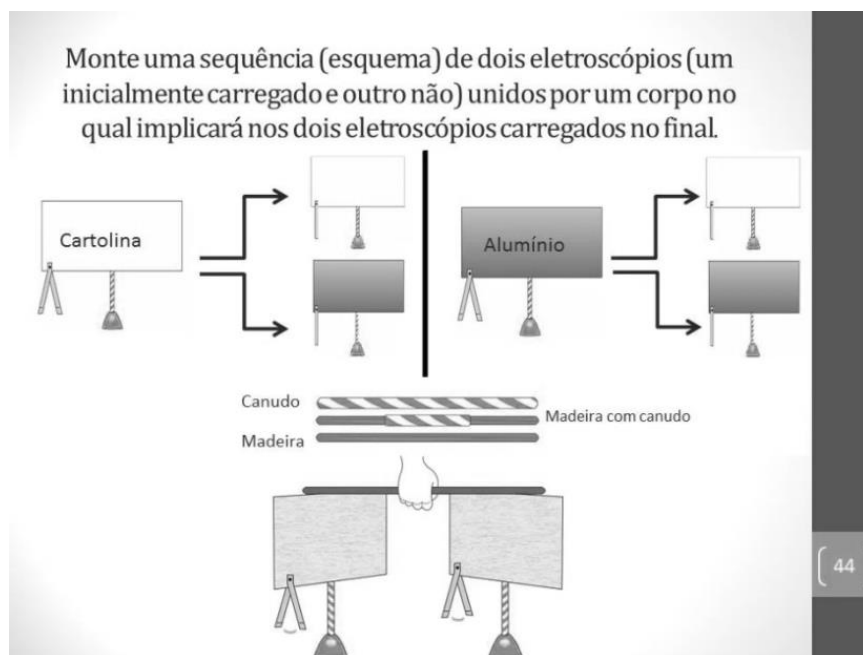 Monte uma sequência (esquema) de dois eletroscópios (um
inicialmente carregado e outro não) unidos por um corpo no
qual implicará nos dois eletroscópios carregados no final.
Cartolina
Alumínio
Canudo
Madeira com canudo
Madeira
44